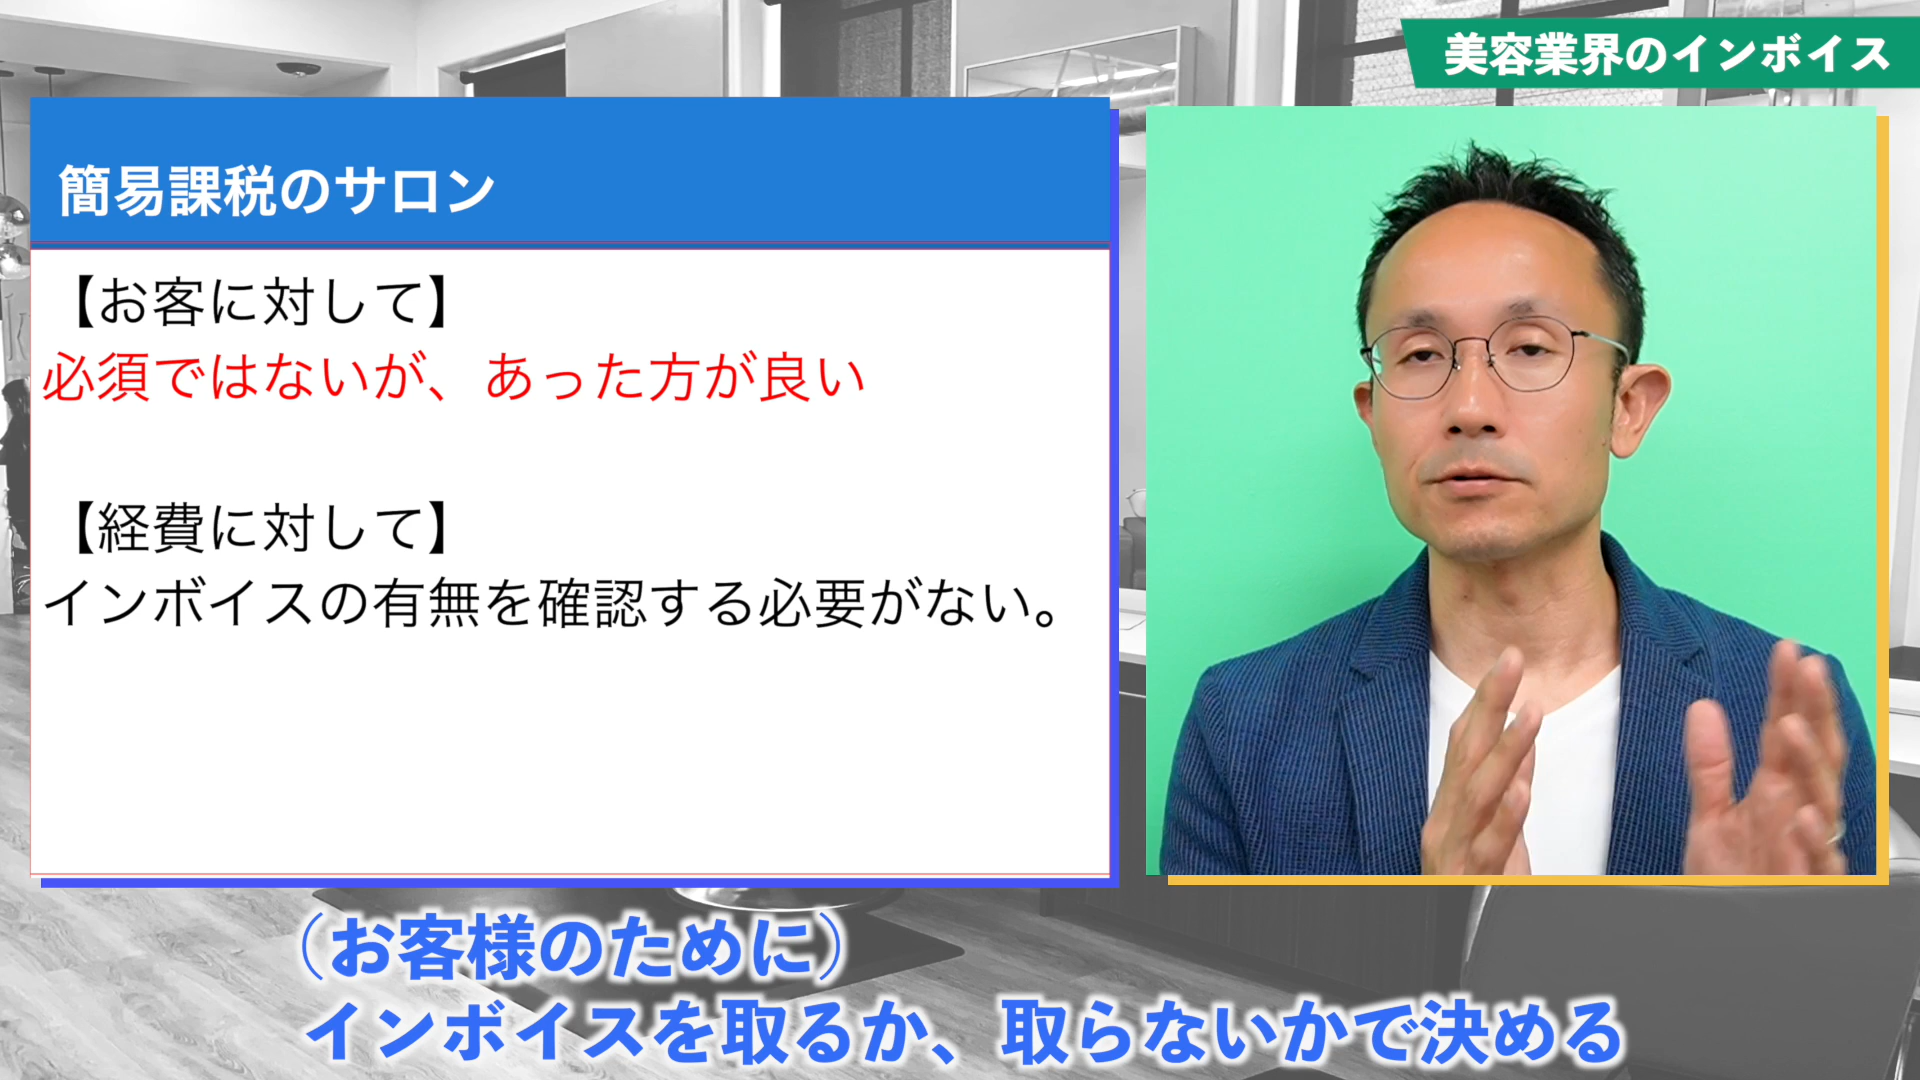 美容業界のインボイス
簡易課税のサロン
【お客に対して】
必須ではないが、あった方が良い
【経費に対して】
インボイスの有無を確認する必要がない。
（お客様のために）
インボイスを取るか、取らないかで決める